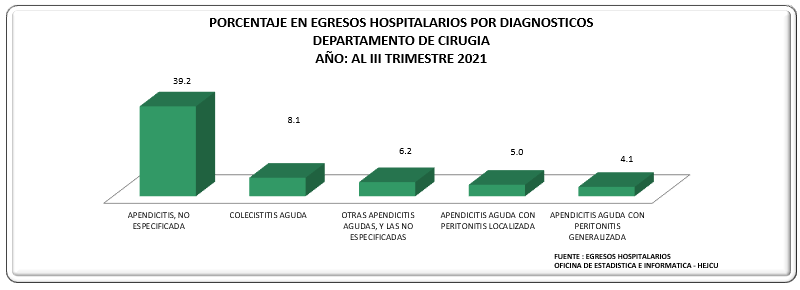 PORCENTAJE EN EGRESOS HOSPITALARIOS POR DIAGNOSTICOS
DEPARTAMENTO DE CIRUGIA
AÑO: AL III TRIMESTRE 2021
39.2
8.1
6.2
5.0
4.1
APENDICITIS, NO
ESPECIFICADA
COLECISTITIS AGUDA
OTRAS APENDICITIS
AGUDAS, Y LAS NO
ESPECIFICADAS
APENDICITIS AGUDA CON
PERITONITIS LOCALIZADA
APENDICITIS AGUDA CON
PERITONITIS
GENERALIZADA
FUENTE : EGRESOS HOSPITALARIOS
OFICINA DE ESTADISTICA E INFORMATICA - HEJCU